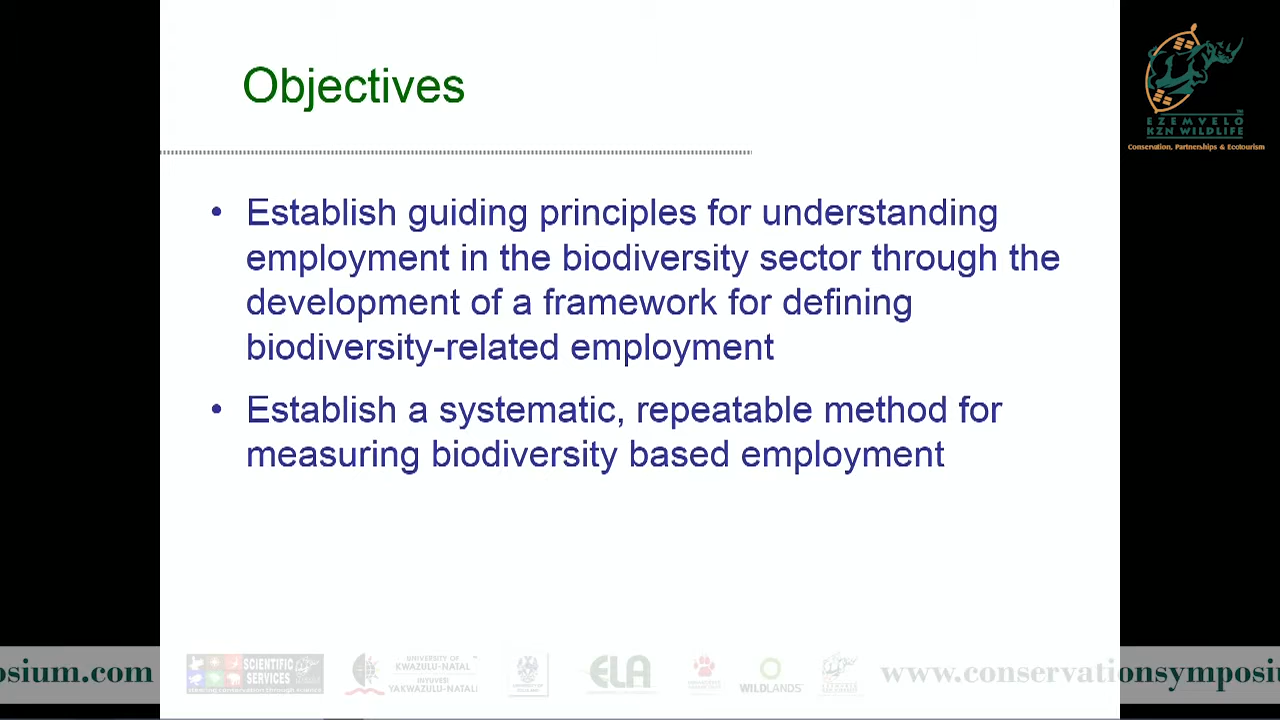 Objectives
EZEMVELO
KZN WILDLIFE
Conservation, Partnerships & Ecotourism
• Establish guiding principles for understanding
employment in the biodiversity sector through the
development of a framework for defining
biodiversity-related employment
• Establish a systematic, repeatable method for
measuring biodiversity based employment
osium.com
SCIENTIFIC
SERVICES
UNIVERSITY OF
KWAZULU-NATAL
INYUVESI
YAKWAZULU-NATALI
ELA
WILDLANDS
www.conservationsymposiu